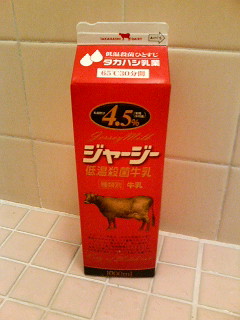 低温殺菌ひとすじ
タカハシ乳業
65℃30分間
4.5%
Jersey Milk
ジャージー
低温殺菌牛乳
種類別 牛乳
1000ml